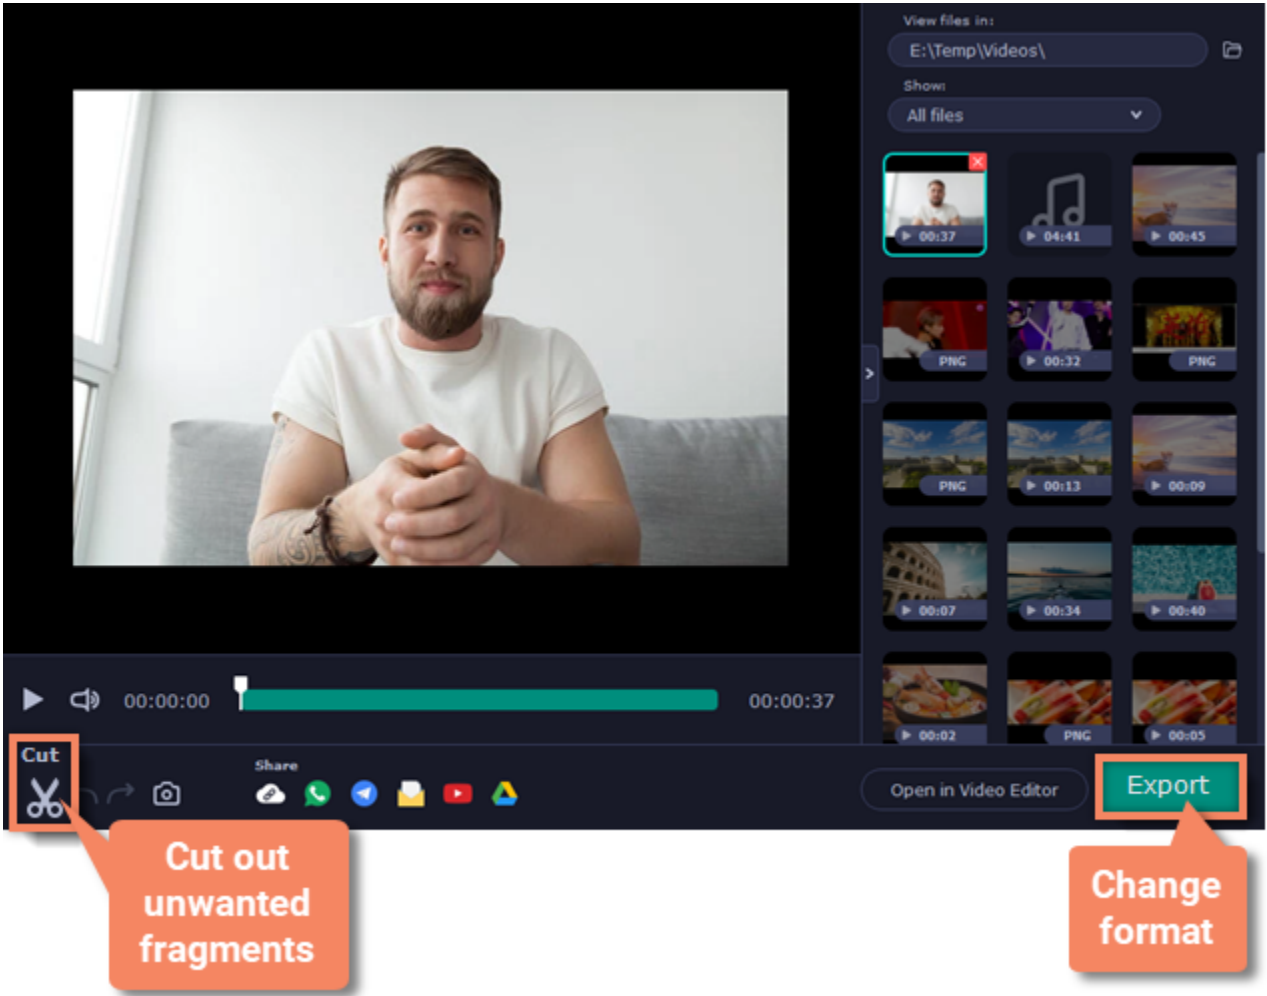 View files in:
E:\Temp\Videos\
Show:
All files
00:37
04:41
00:45
PNG
00:32
PNG
PNG
00:13
00:09
00:07
00:34
00:40
00:02
PNG
00:05
00:00:00
00:00:37
Cut
Share
Open in Video Editor
Export
Cut out
unwanted
fragments
Change
format